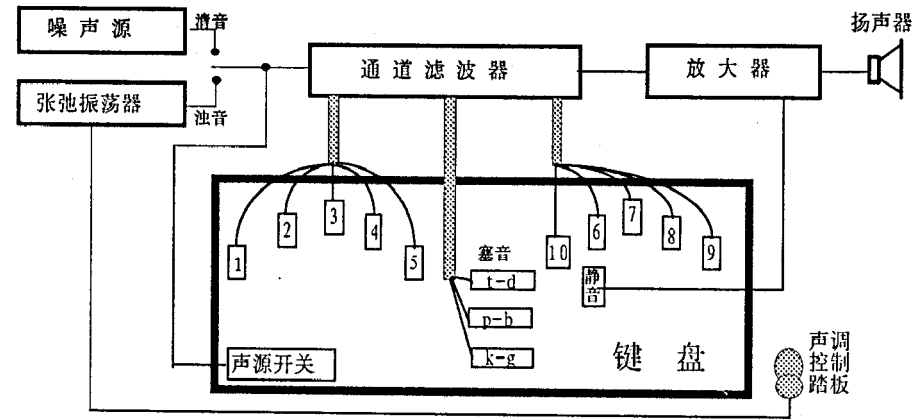 噪声源
清音
扬声器
通道滤波器
放大器
张弛振荡器
浊音
1
2
3
4
5
10
6
7
8
9
塞音
t-d
p-b
k-g
静音
声源开关
键盘
声调
控制
踏板